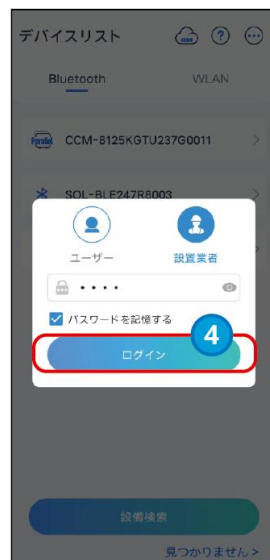 デバイスリスト
Bluetooth WLAN
Parallel CCM-8125KGTU237G0011
SOL-BLE247R8003
ユーザー 設置業者
••••
パスワードを記憶する
ログイン
4
設備検索
見つかりません >